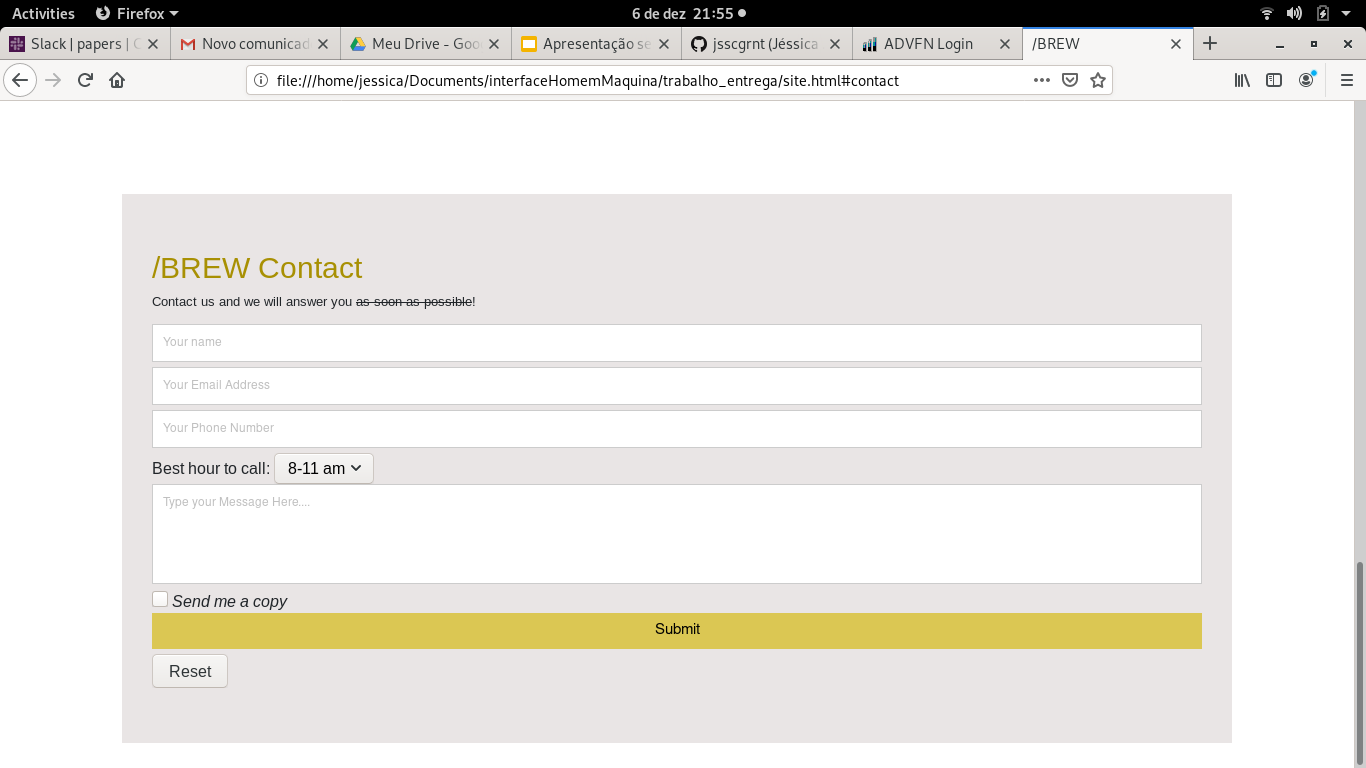 Activities Firefox 6 de dez 21:55
Slack | papers | Novo comunicad Meu Drive - Goo Apresentação se jsscgrnt (Jéssica ADVFN Login /BREW
file:///home/jessica/Documents/interfaceHomemMaquina/trabalho_entrega/site.html#contact
/BREW Contact
Contact us and we will answer you as soon as possible!
Your name
Your Email Address
Your Phone Number
Best hour to call: 8-11 am
Type your Message Here....
Send me a copy
Submit
Reset